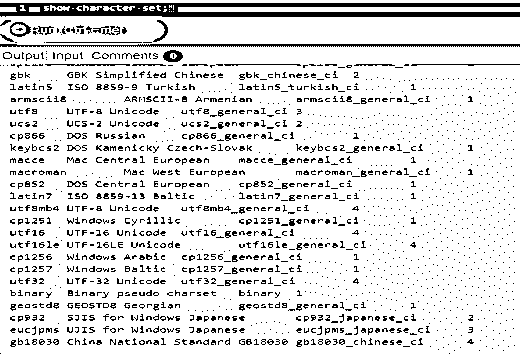 1 show character set;
Output Input Comments 0
gbk GBK Simplified Chinese gbk_chinese_ci 2
latin5 ISO 8859-9 Turkish latin5_turkish_ci 1
armscii8 ARMSCII-8 Armenian armscii8_general_ci 1
utf8 UTF-8 Unicode utf8_general_ci 3
ucs2 UCS-2 Unicode ucs2_general_ci 2
cp866 DOS Russian cp866_general_ci 1
keybcs2 DOS Kamenicky Czech-Slovak keybcs2_general_ci 1
macce Mac Central European macce_general_ci 1
macroman Mac West European macroman_general_ci 1
cp852 DOS Central European cp852_general_ci 1
latin7 ISO 8859-13 Baltic latin7_general_ci 1
utf8mb4 UTF-8 Unicode utf8mb4_general_ci 4
cp1251 Windows Cyrillic cp1251_general_ci 1
utf16 UTF-16 Unicode utf16_general_ci 4
utf16le UTF-16LE Unicode utf16le_general_ci 4
cp1256 Windows Arabic cp1256_general_ci 1
cp1257 Windows Baltic cp1257_general_ci 1
utf32 UTF-32 Unicode utf32_general_ci 4
binary Binary pseudo charset binary 1
geostd8 GEOSTD8 Georgian geostd8_general_ci 1
cp932 SJIS for Windows Japanese cp932_japanese_ci 2
eucjpms UJIS for Windows Japanese eucjpms_japanese_ci 3
gb18030 China National Standard GB18030 gb18030_chinese_ci 4